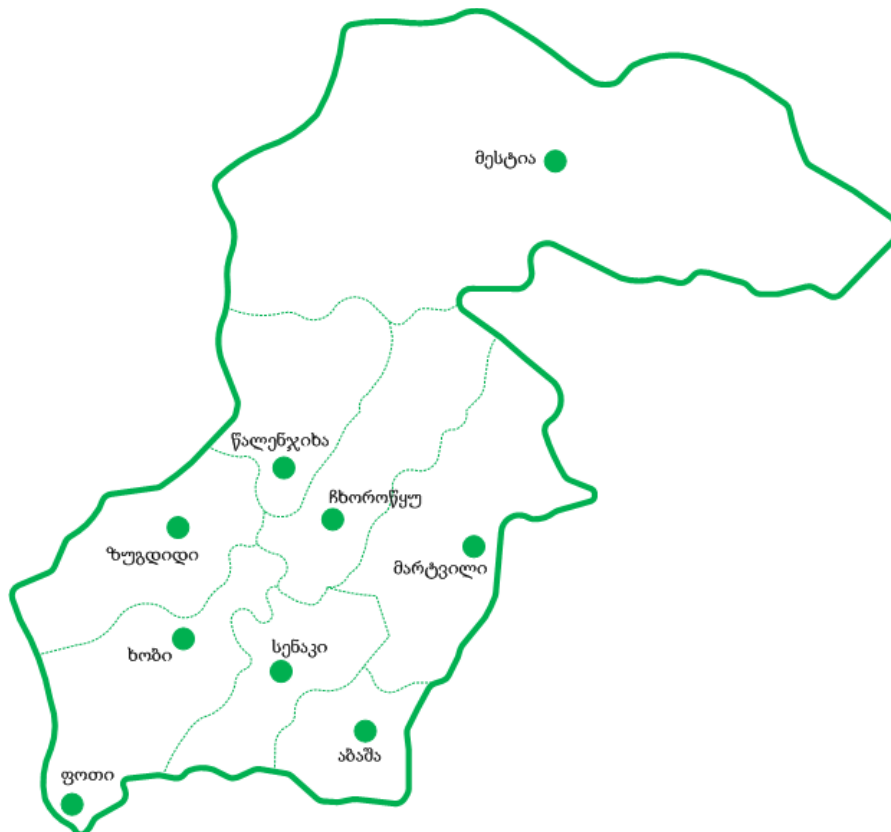 მესტია
წალენჯიხა
ჩხოროწყუ
ზუგდიდი
მარტვილი
ხობი
სენაკი
აბაშა
ფოთი